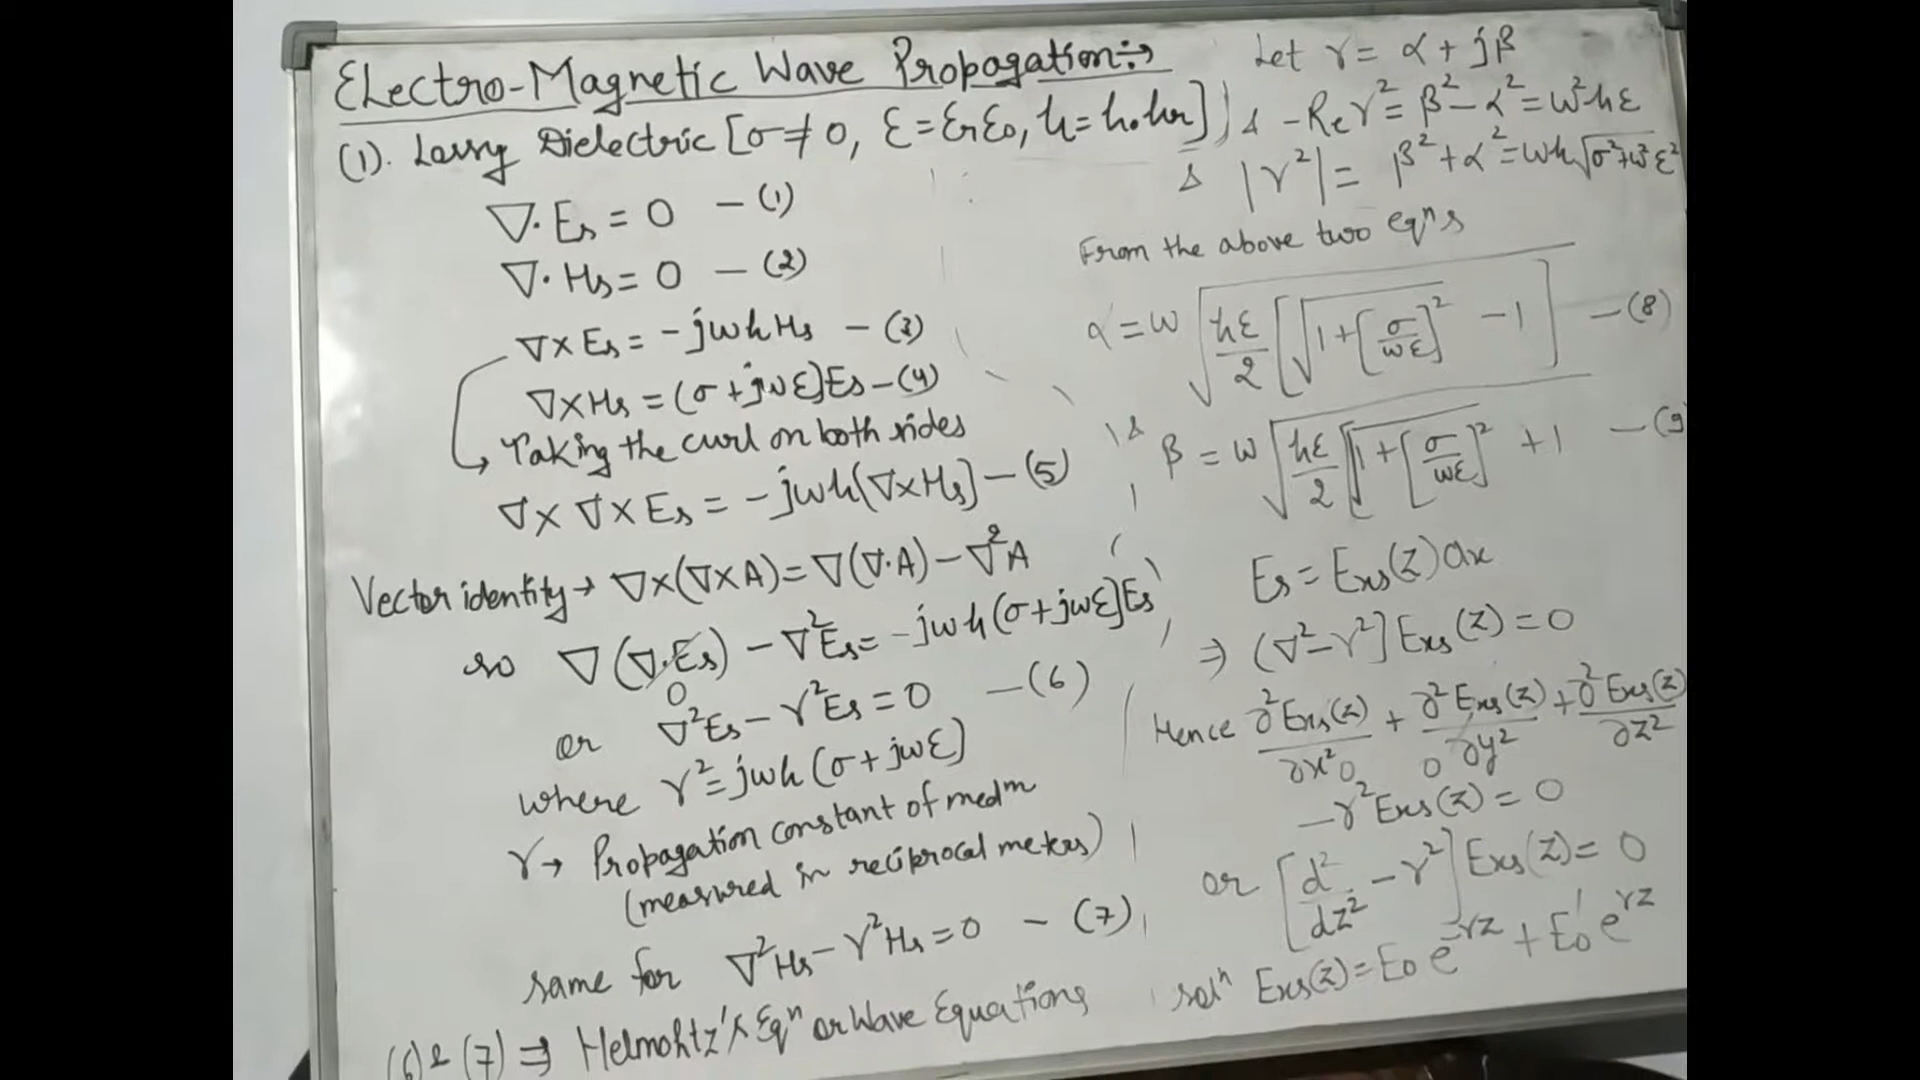 Electro-Magnetic Wave Propagation:→
(1). Lossy Dielectric [σ ≠ 0, ε = εrε0, μ = μ0μr]
∇·Es = 0 – (1)
∇·Hs = 0 – (2)
∇×Es = -jωμHs – (3)
∇×Hs = (σ+jωε]Es – (4)
Taking the curl on both sides
∇×∇×Es = -jωμ(∇×Hs] – (5)
Vector identity → ∇×(∇×A) = ∇(∇·A) – ∇²A
so ∇(∇·Es) – ∇²Es = -jωμ(σ+jωε]Es
0
or ∇²Es – γ²Es = 0 – (6)
where γ² = jωμ(σ+jωε]
γ → Propagation constant of medm
(measured in reciprocal meters)
same for ∇²Hs – γ²Hs = 0 – (7)
(6) & (7) ⇒ Helmohtz's Eqn or Wave Equations
Let γ = α + jβ
& -Re γ² = β² – α² = ω²με
& |γ²| = β² + α² = ωμ√σ²+ω²ε²
From the above two eqns
α = ω √με/2 [√1+[σ/ωε]² – 1] – (8)
& β = ω √με/2 [√1+[σ/ωε]² + 1 – (9)
Es = Exs(z) ax
⇒ (∇² – γ²] Exs(z) = 0
Hence ∂²Exs(z)/∂x² + ∂²Exs(z)/∂y² + ∂²Exs(z)/∂z²
0 0
– γ²Exs(z) = 0
or [d²/dz² – γ²] Exs(z) = 0
soln Exs(z) = E0 e^-γz + E0' e^γz